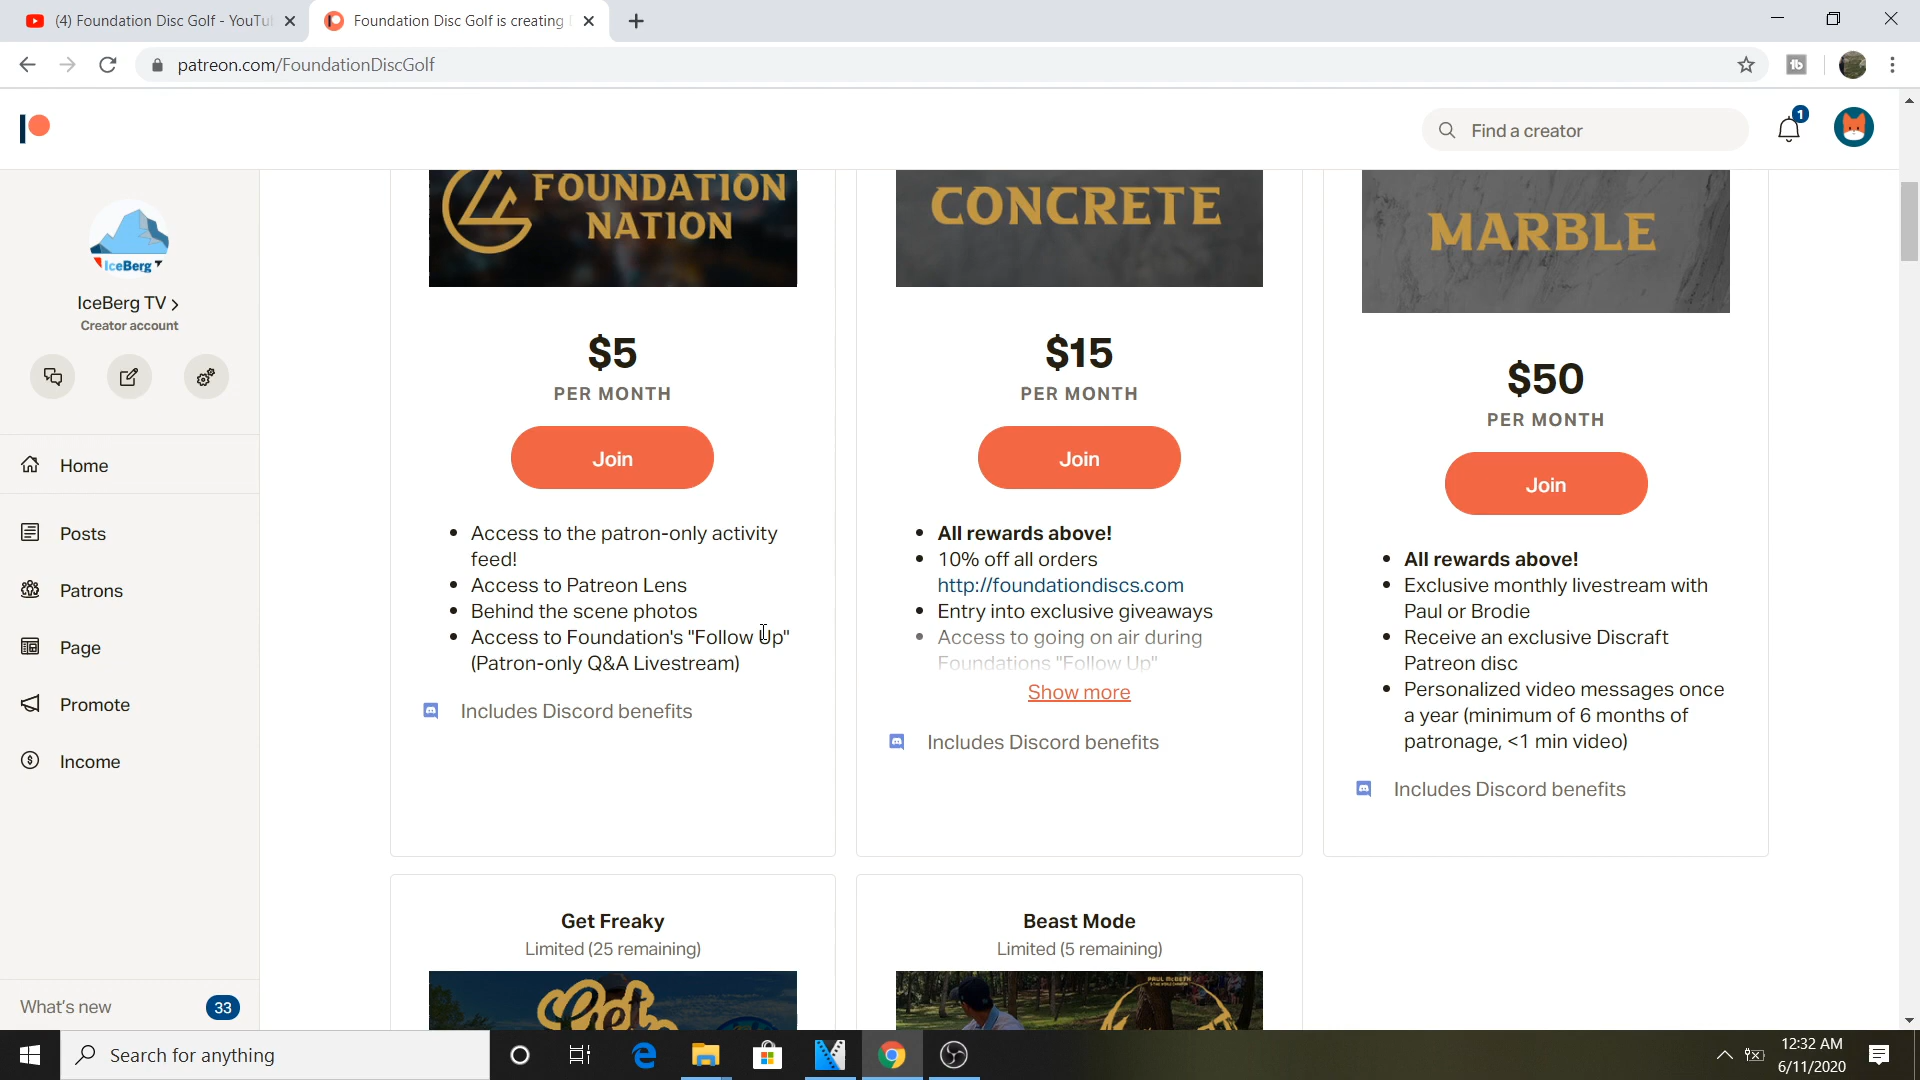 (4) Foundation Disc Golf - YouTu
Foundation Disc Golf is creating
patreon.com/FoundationDiscGolf
Find a creator
1
IceBerg
IceBerg TV
Creator account
Home
Posts
Patrons
Page
Promote
Income
What's new
33
FOUNDATION
NATION
$5
PER MONTH
Join
Access to the patron-only activity
feed!
Access to Patreon Lens
Behind the scene photos
Access to Foundation's "Follow Up"
(Patron-only Q&A Livestream)
Includes Discord benefits
CONCRETE
$15
PER MONTH
Join
All rewards above!
10% off all orders
http://foundationdiscs.com
Entry into exclusive giveaways
Access to going on air during
Foundations "Follow Up"
Show more
Includes Discord benefits
MARBLE
$50
PER MONTH
Join
All rewards above!
Exclusive monthly livestream with
Paul or Brodie
Receive an exclusive Discraft
Patreon disc
Personalized video messages once
a year (minimum of 6 months of
patronage, <1 min video)
Includes Discord benefits
Get Freaky
Limited (25 remaining)
Get
Beast Mode
Limited (5 remaining)
PAUL McBETH
Search for anything
12:32 AM
6/11/2020